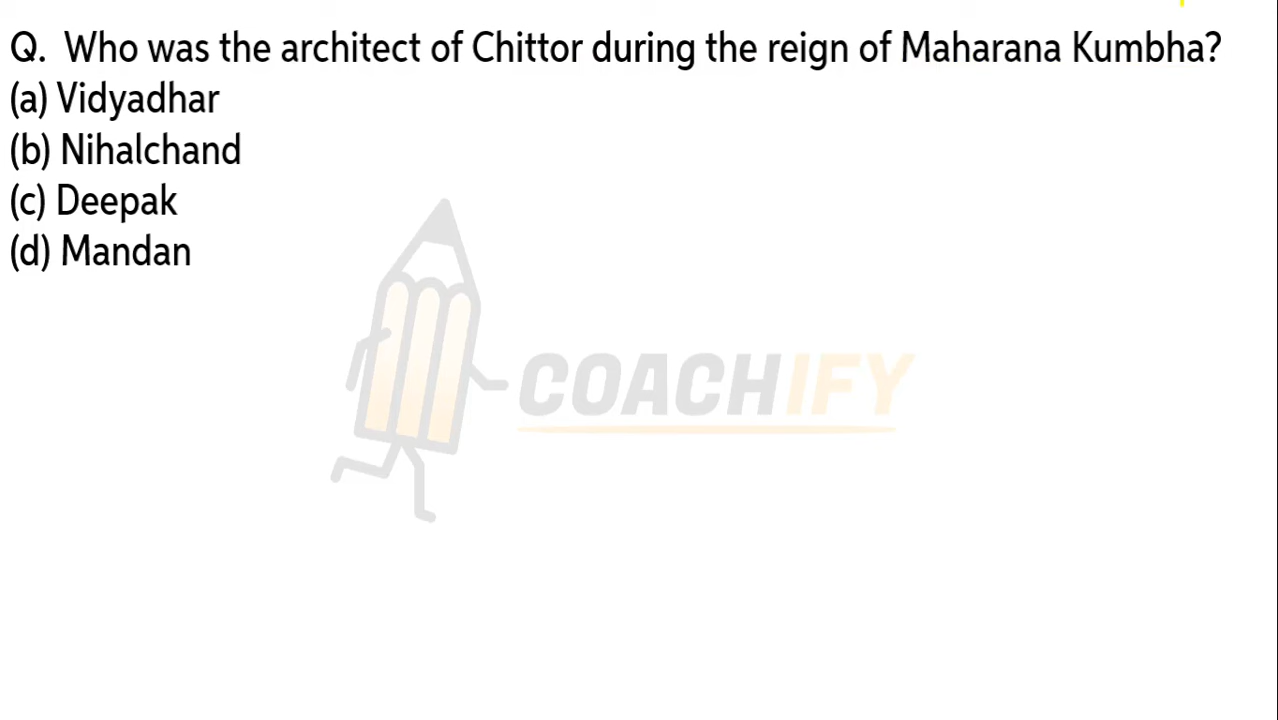 Q. Who was the architect of Chittor during the reign of Maharana Kumbha?
(a) Vidyadhar
(b) Nihalchand
(c) Deepak
(d) Mandan
COACHIFY